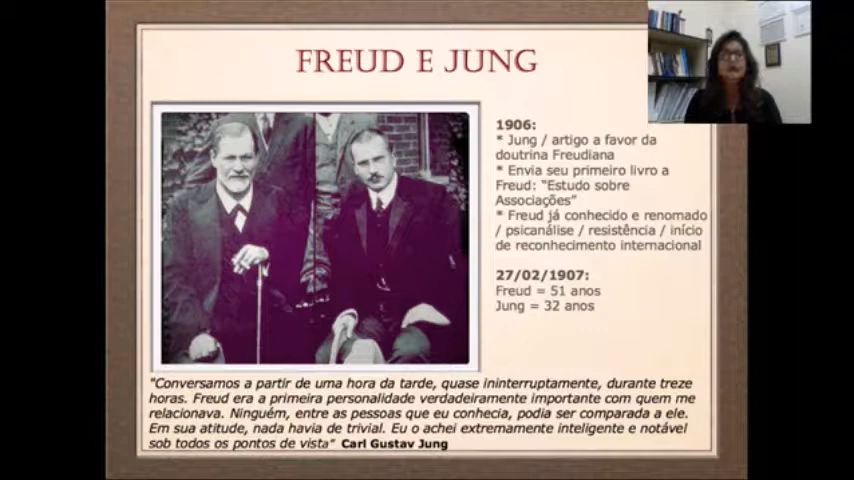 FREUD E JUNG
1906:
* Jung / artigo a favor da
doutrina Freudiana
* Envia seu primeiro livro a
Freud: "Estudo sobre
Associações"
* Freud já conhecido e renomado
/ psicanálise / resistência / início
de reconhecimento internacional
27/02/1907:
Freud = 51 anos
Jung = 32 anos
"Conversamos a partir de uma hora da tarde, quase ininterruptamente, durante treze
horas. Freud era a primeira personalidade verdadeiramente importante com quem me
relacionava. Ninguém, entre as pessoas que eu conhecia, podia ser comparada a ele.
Em sua atitude, nada havia de trivial. Eu o achei extremamente inteligente e notável
sob todos os pontos de vista" Carl Gustav Jung